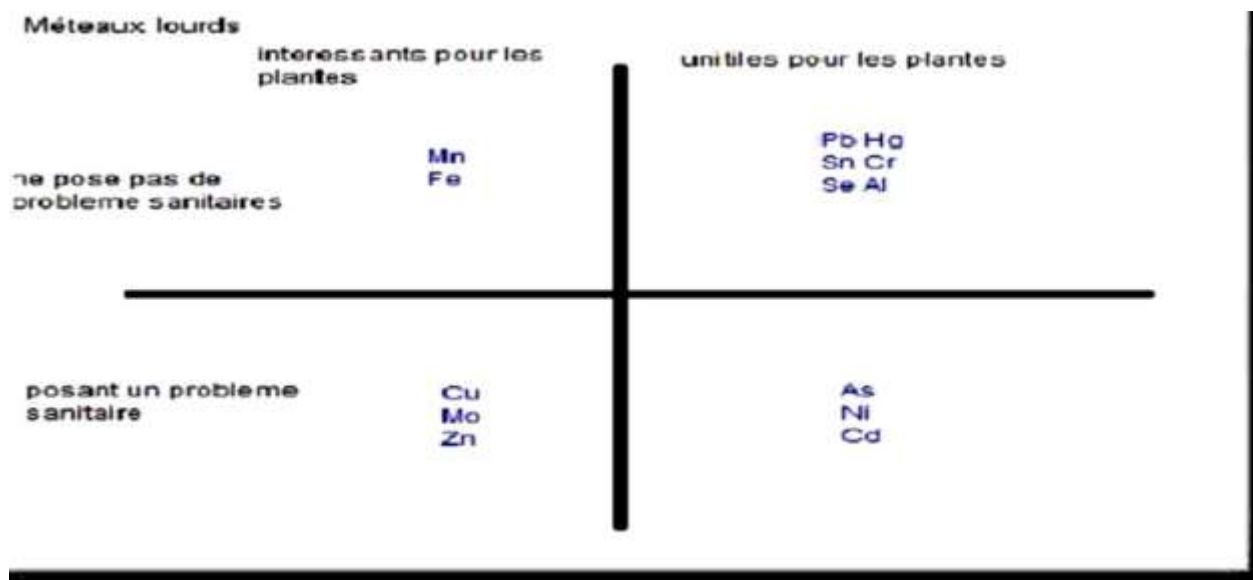 Méteaux lourds
interessants pour les
plantes
unitiles pour les plantes
ne pose pas de
probleme sanitaires
Mn
Fe
Pb Hg
Sn Cr
Se Al
posant un probleme
sanitaire
Cu
Mo
Zn
As
Ni
Cd